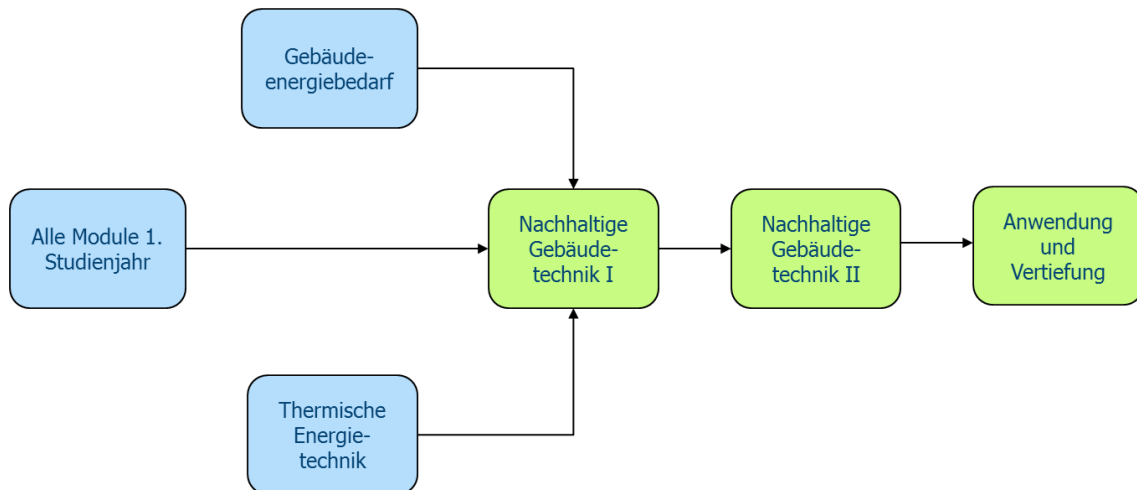 Gebäude-
energiebedarf
Alle Module 1.
Studienjahr
Nachhaltige
Gebäude-
technik I
Nachhaltige
Gebäude-
technik II
Anwendung
und
Vertiefung
Thermische
Energie-
technik